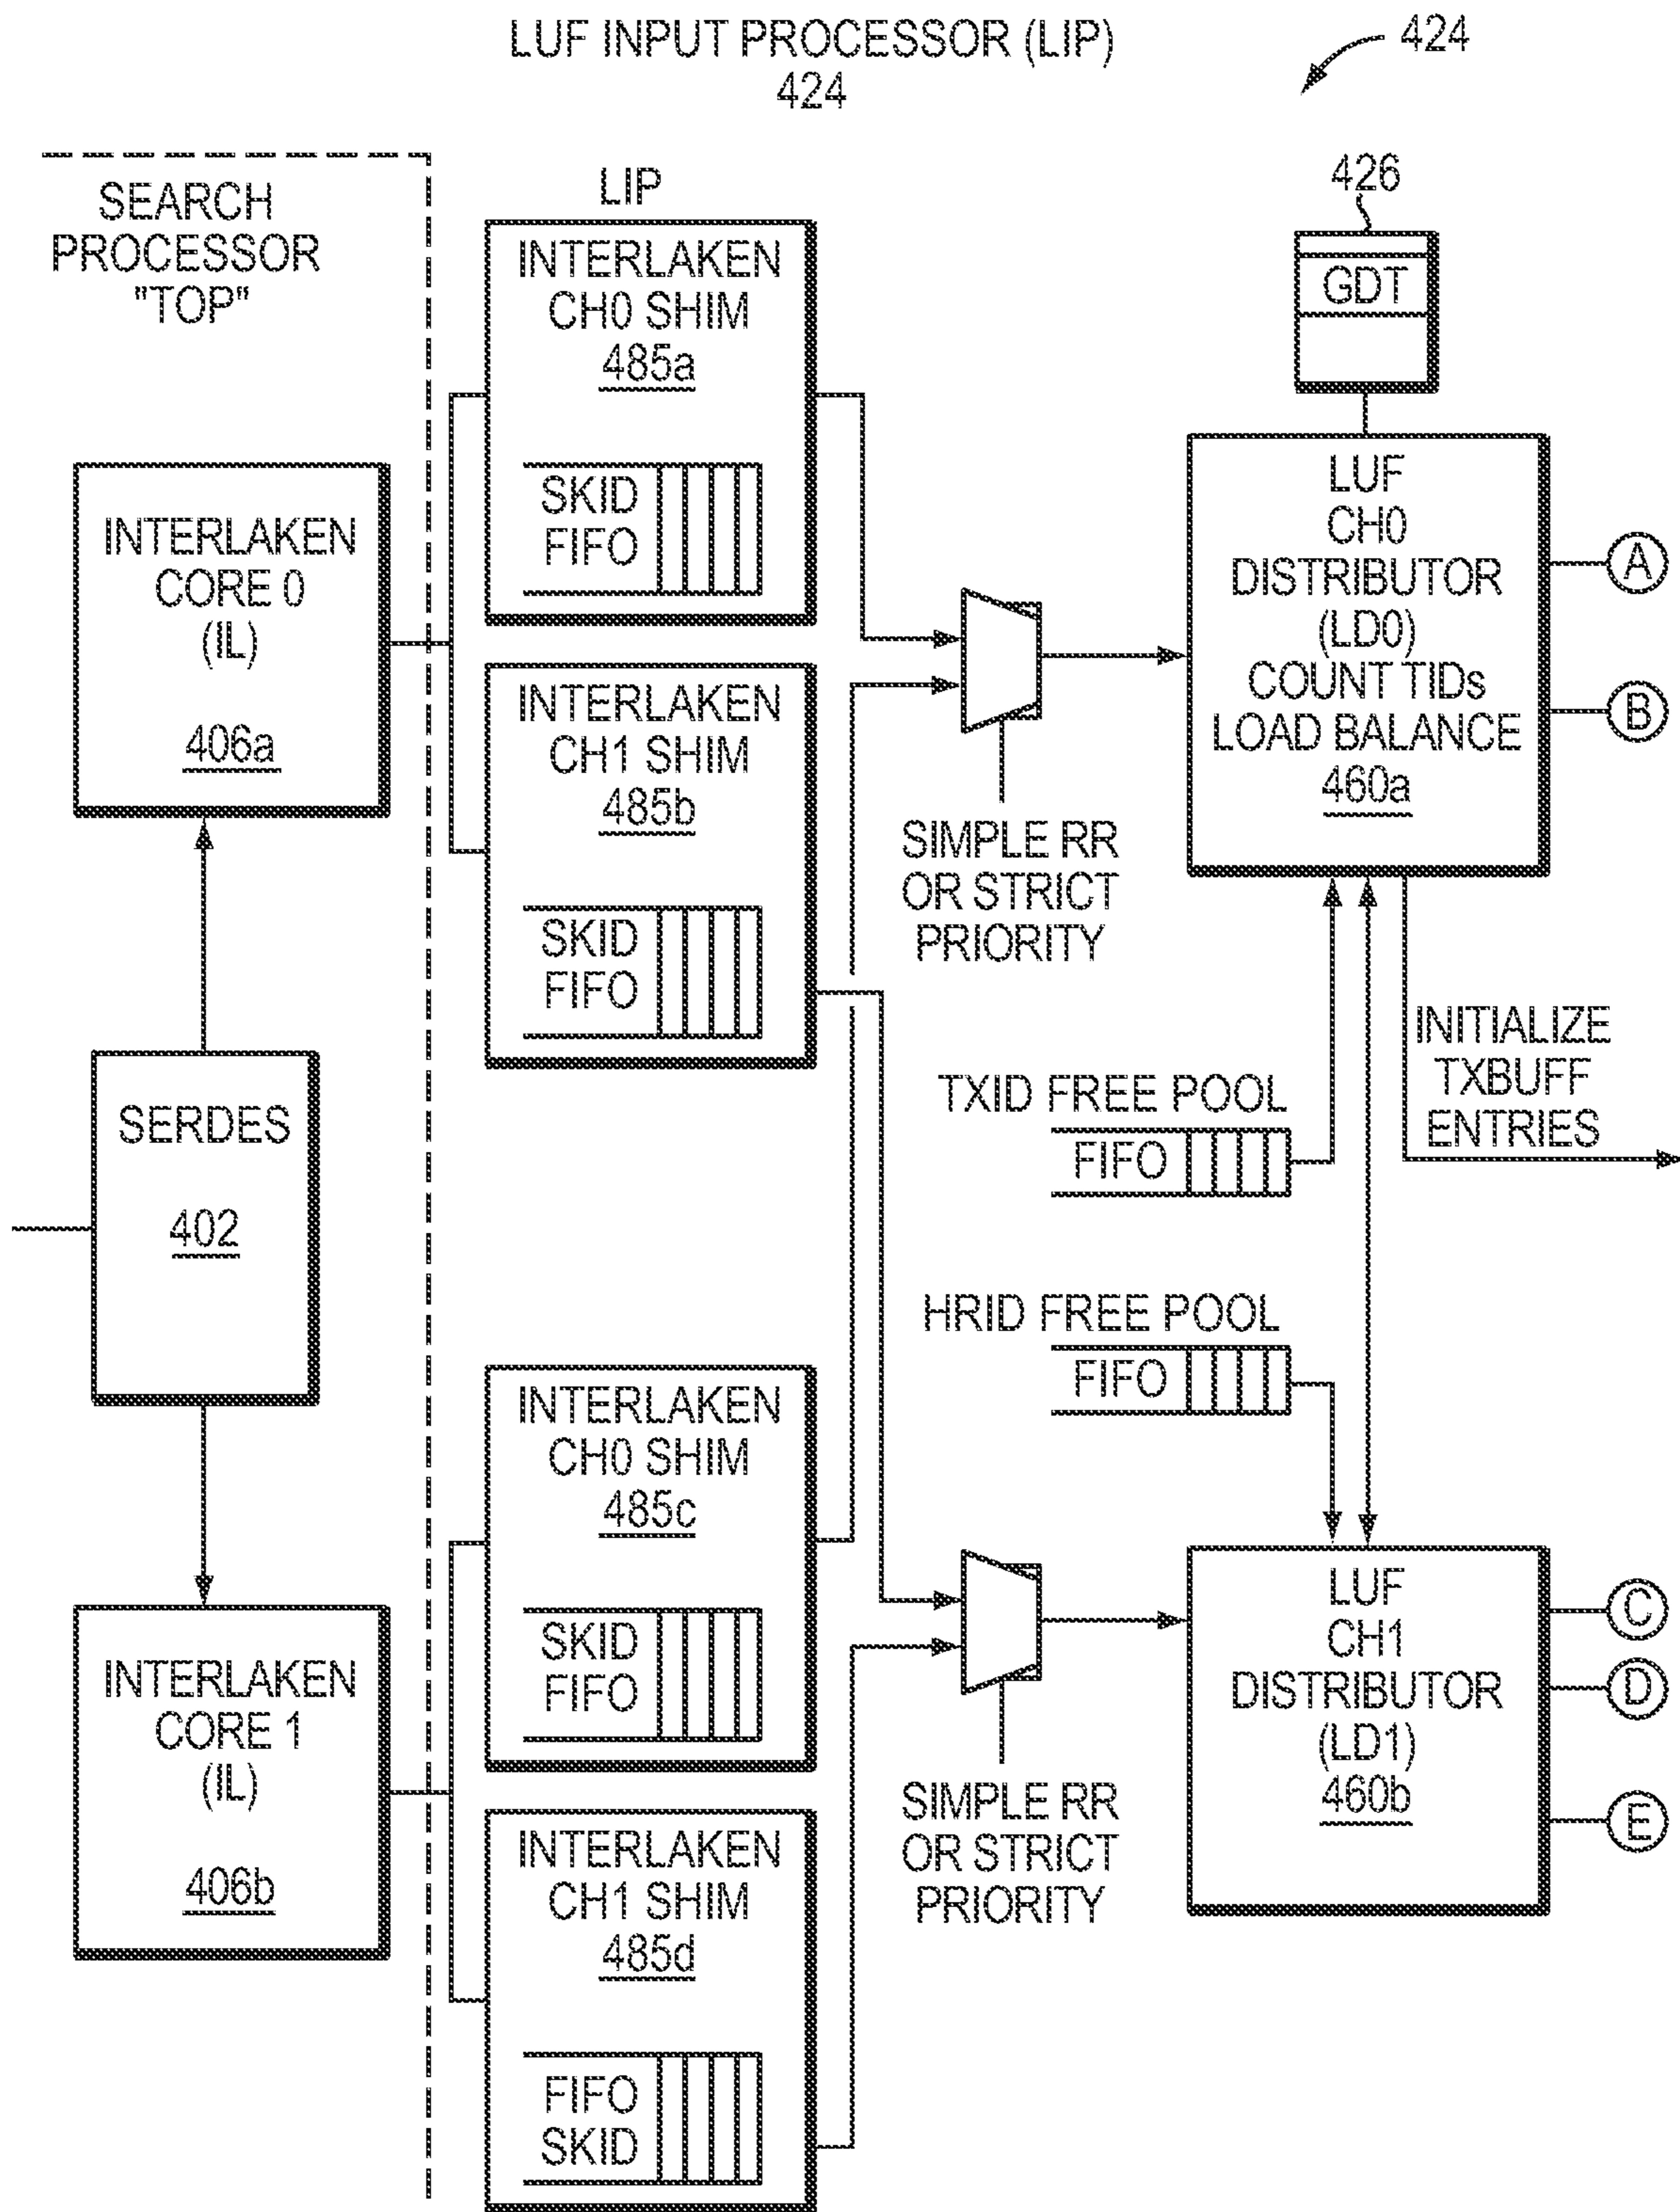 LUF INPUT PROCESSOR (LIP)
424
424
SEARCH
PROCESSOR
"TOP"
LIP
INTERLAKEN
CH0 SHIM
485a
SKID
FIFO
426
GDT
INTERLAKEN
CORE 0
(IL)
406a
LUF
CH0
DISTRIBUTOR
(LD0)
COUNT TIDs
LOAD BALANCE
460a
A
B
INTERLAKEN
CH1 SHIM
485b
SKID
FIFO
SIMPLE RR
OR STRICT
PRIORITY
SERDES
402
TXID FREE POOL
FIFO
INITIALIZE
TXBUFF
ENTRIES
HRID FREE POOL
FIFO
INTERLAKEN
CH0 SHIM
485c
SKID
FIFO
INTERLAKEN
CORE 1
(IL)
406b
LUF
CH1
DISTRIBUTOR
(LD1)
460b
C
D
E
SIMPLE RR
OR STRICT
PRIORITY
INTERLAKEN
CH1 SHIM
485d
FIFO
SKID